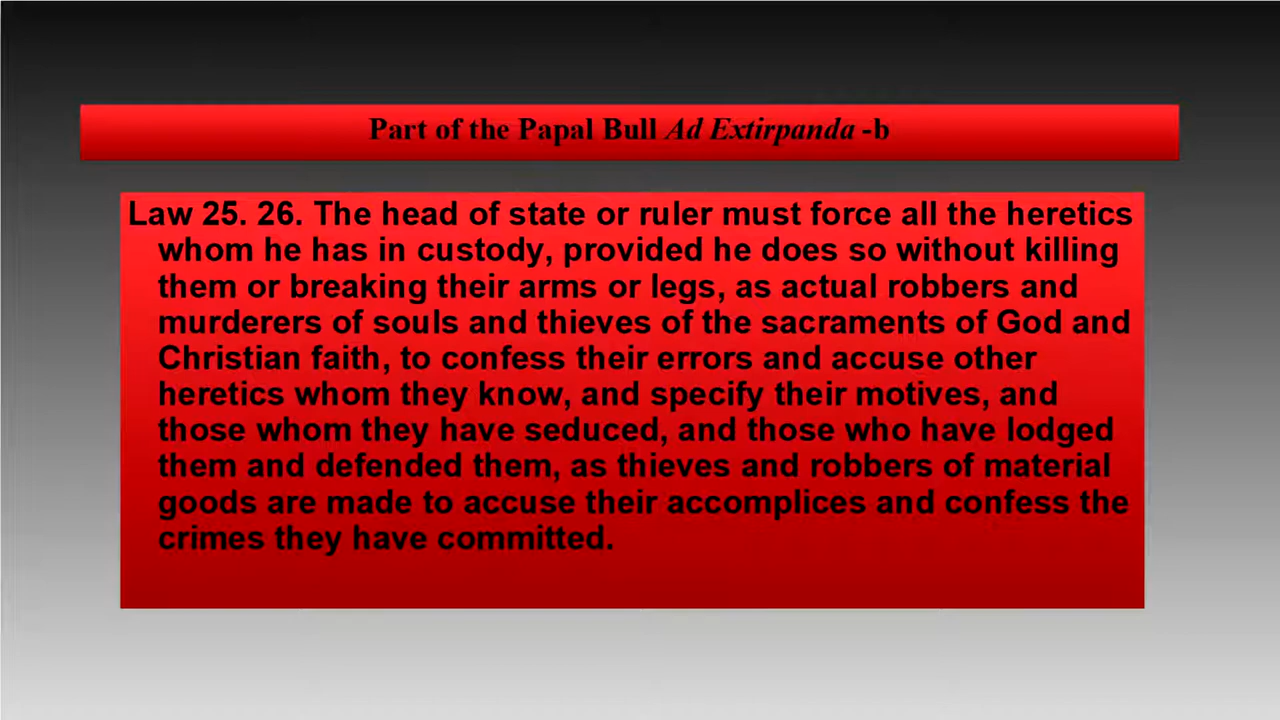 Part of the Papal Bull Ad Extirpanda -b
Law 25. 26. The head of state or ruler must force all the heretics
whom he has in custody, provided he does so without killing
them or breaking their arms or legs, as actual robbers and
murderers of souls and thieves of the sacraments of God and
Christian faith, to confess their errors and accuse other
heretics whom they know, and specify their motives, and
those whom they have seduced, and those who have lodged
them and defended them, as thieves and robbers of material
goods are made to accuse their accomplices and confess the
crimes they have committed.